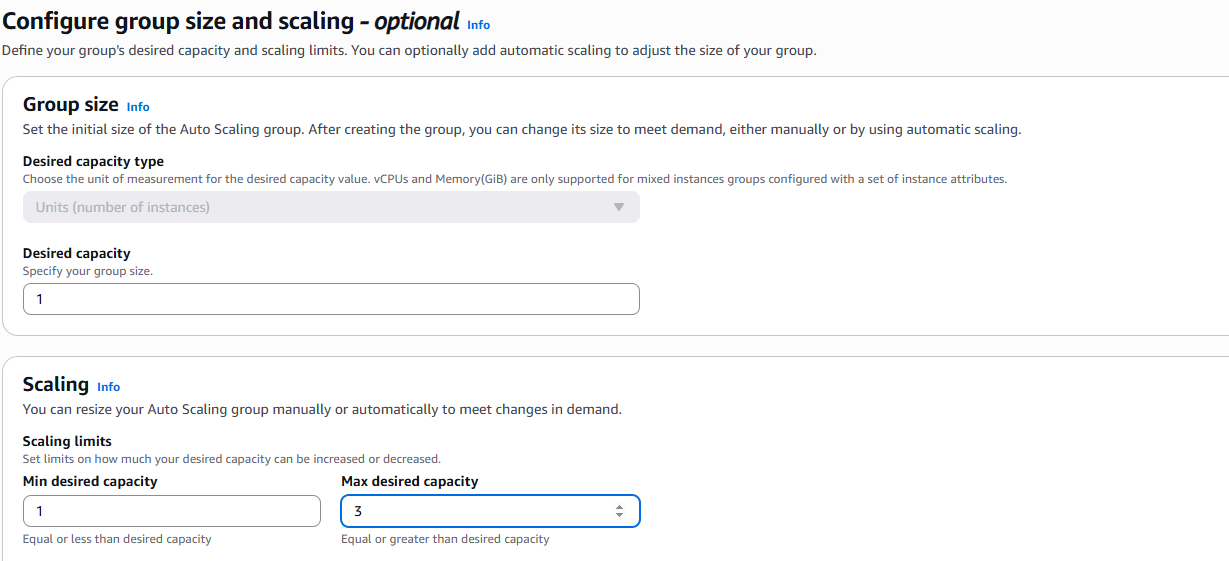 Configure group size and scaling - optional Info
Define your group's desired capacity and scaling limits. You can optionally add automatic scaling to adjust the size of your group.
Group size Info
Set the initial size of the Auto Scaling group. After creating the group, you can change its size to meet demand, either manually or by using automatic scaling.
Desired capacity type
Choose the unit of measurement for the desired capacity value. vCPUs and Memory(GiB) are only supported for mixed instances groups configured with a set of instance attributes.
Units (number of instances)
Desired capacity
Specify your group size.
1
Scaling Info
You can resize your Auto Scaling group manually or automatically to meet changes in demand.
Scaling limits
Set limits on how much your desired capacity can be increased or decreased.
Min desired capacity Max desired capacity
1 3
Equal or less than desired capacity Equal or greater than desired capacity